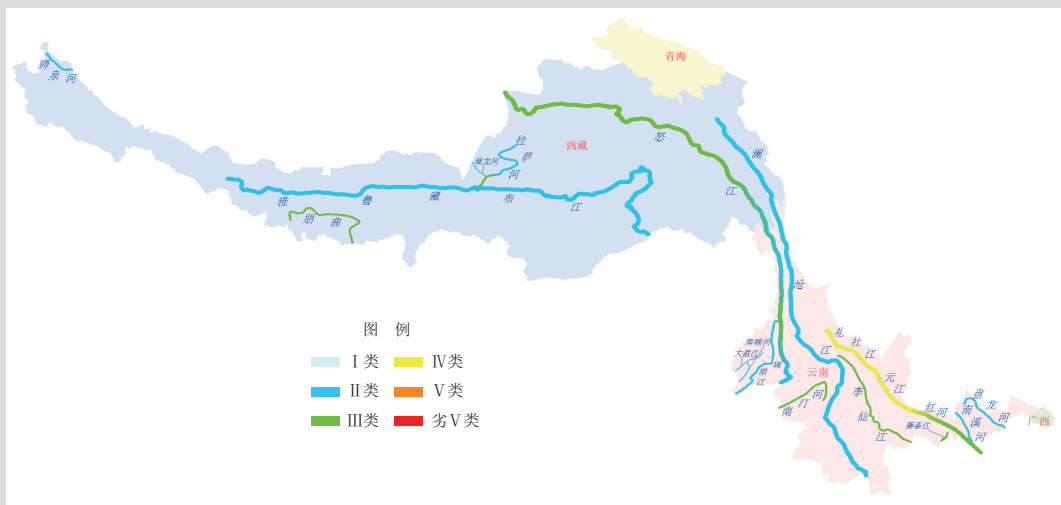 青海
狮泉河
拉萨河
堆龙河
西藏
怒江
澜沧江
雅鲁藏布江
朋曲
图 例
Ⅰ类
Ⅳ类
Ⅱ类
Ⅴ类
Ⅲ类
劣Ⅴ类
南畹河
大盈江
瑞丽江
云南
南汀河
礼社江
元江
李仙江
红河
藤条江
盘龙河
南溪河
广西